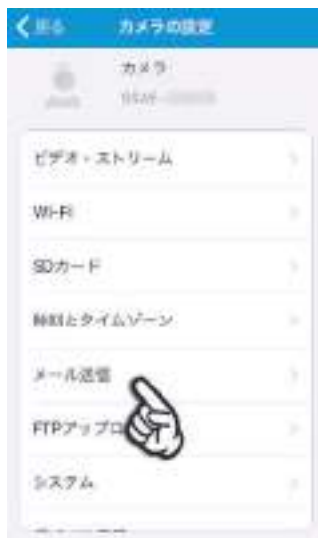 戻る
カメラの設定
カメラ
ビデオ・ストリーム
Wi-Fi
SDカード
時刻とタイムゾーン
メール送信
FTPアップロ
システム